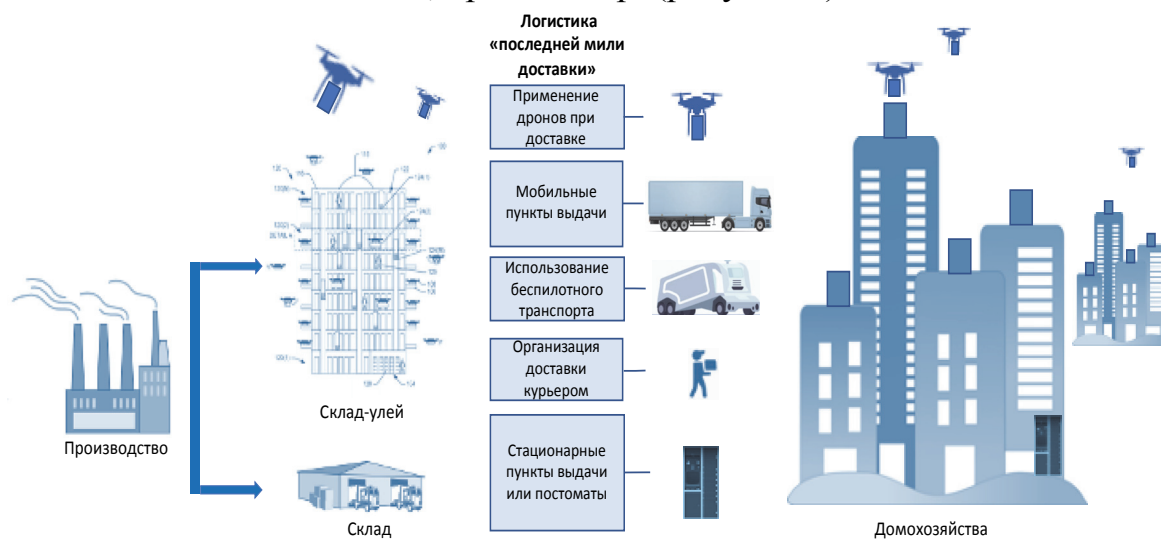 Логистика
«последней мили
доставки»
Применение
дронов при
доставке
Мобильные
пункты выдачи
Использование
беспилотного
транспорта
Организация
доставки
курьером
Стационарные
пункты выдачи
или постоматы
Производство
Склад-улей
Склад
Домохозяйства